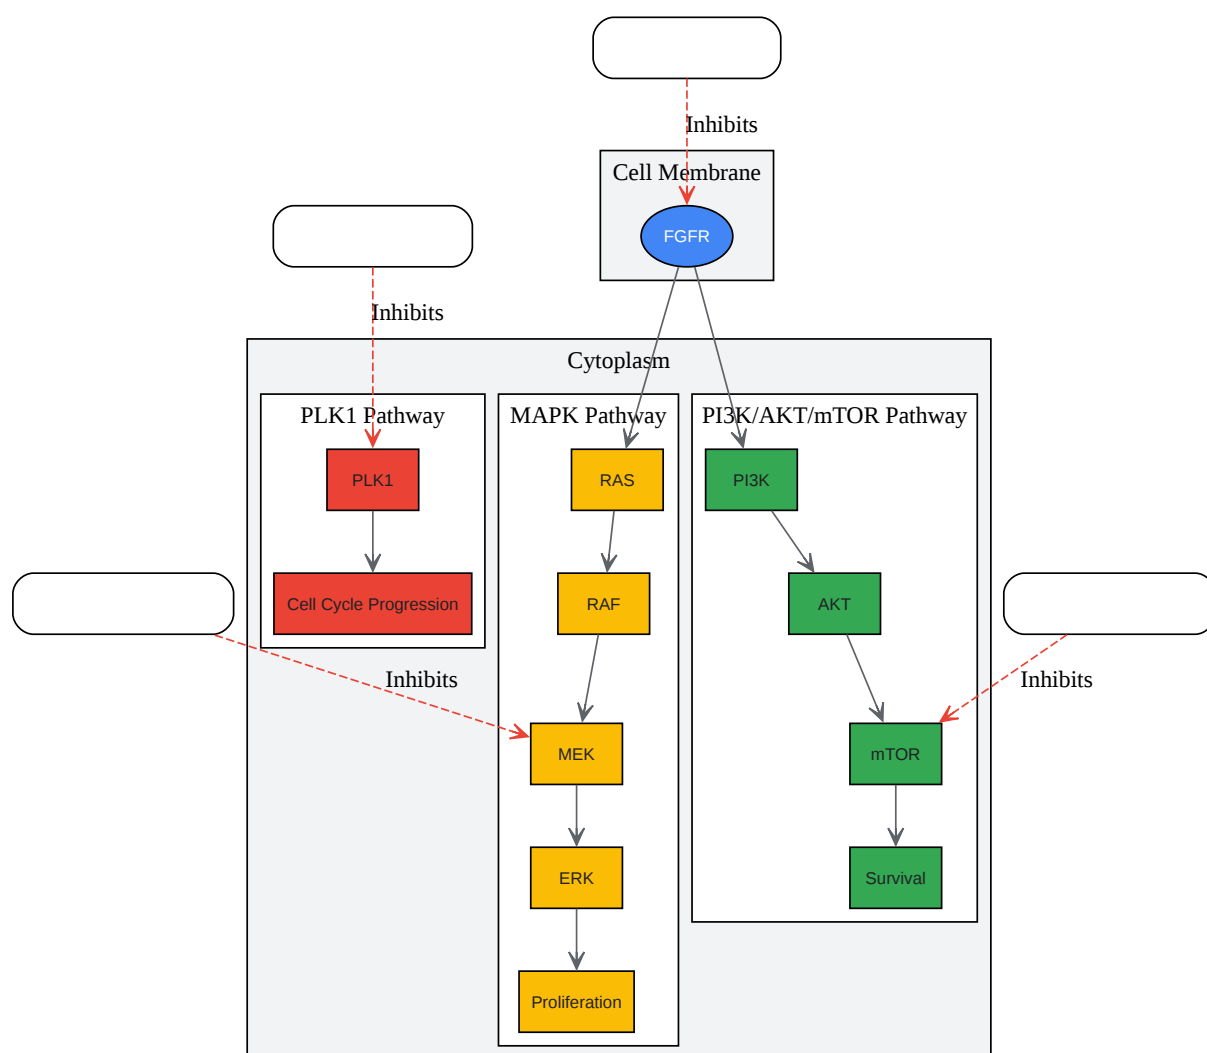 Inhibits
Cell Membrane
FGFR
Inhibits
Cytoplasm
PLK1 Pathway
MAPK Pathway
PI3K/AKT/mTOR Pathway
PLK1
RAS
PI3K
Cell Cycle Progression
RAF
AKT
Inhibits
Inhibits
MEK
mTOR
ERK
Survival
Proliferation